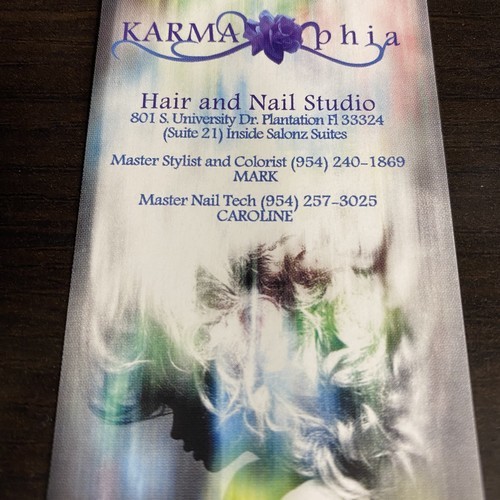 KARMA phia
Hair and Nail Studio
801 S. University Dr. Plantation Fl 33324
(Suite 21) Inside Salonz Suites
Master Stylist and Colorist (954) 240-1869
MARK
Master Nail Tech (954) 257-3025
CAROLINE